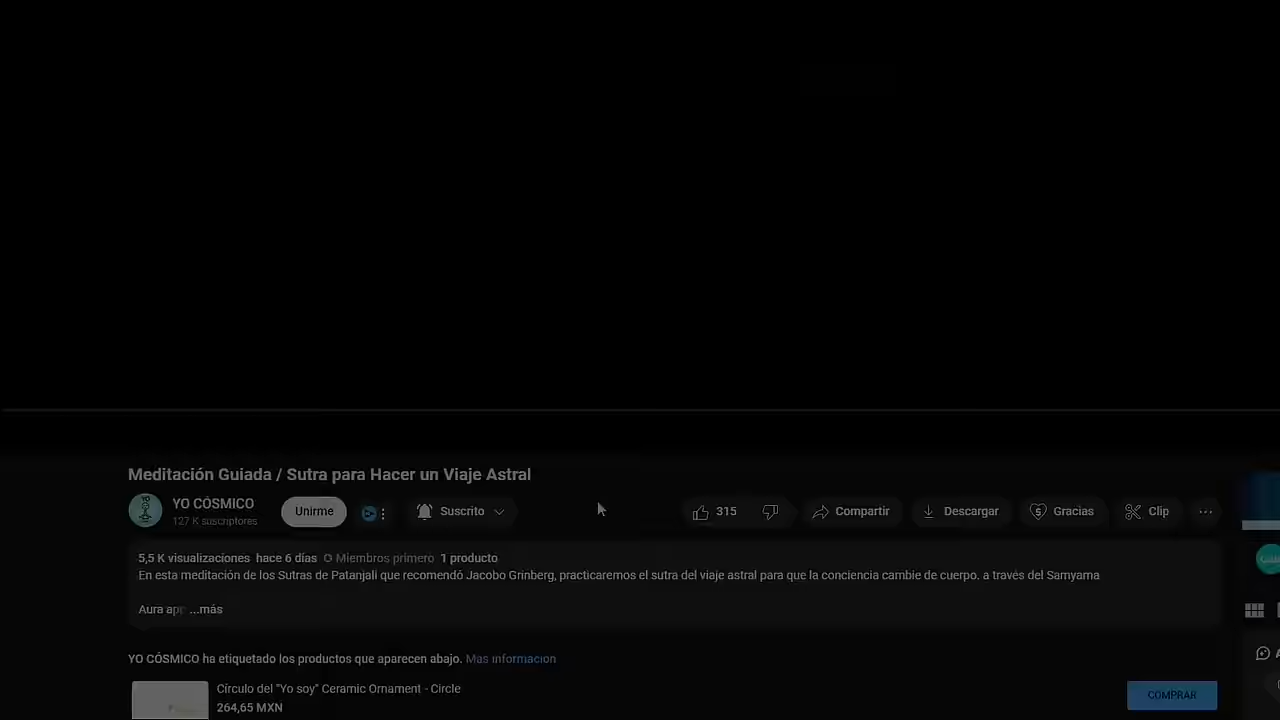 Meditación Guiada / Sutra para Hacer un Viaje Astral
YO CÓSMICO
127 K suscriptores
Unirme
Suscrito
315
Compartir
Descargar
Gracias
Clip
5,5 K visualizaciones hace 6 días Miembros primero 1 producto
En esta meditación de los Sutras de Patanjali que recomendó Jacobo Grinberg, practicaremos el sutra del viaje astral para que la conciencia cambie de cuerpo. a través del Samyama
Aura ...más
YO CÓSMICO ha etiquetado los productos que aparecen abajo. Más información
Círculo del "Yo soy" Ceramic Ornament - Circle
264,65 MXN
COMPRAR